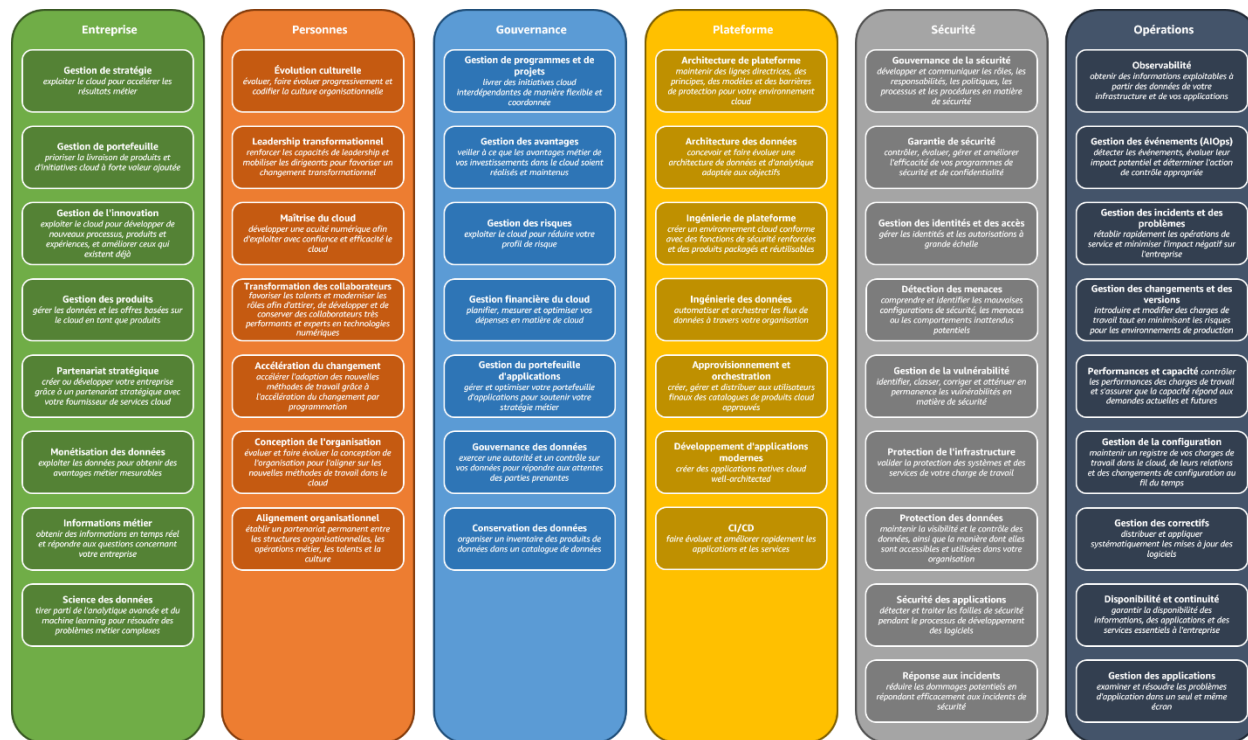 Entreprise
Gestion de stratégie
exploiter le cloud pour accélérer les
résultats métier
Gestion de portefeuille
prioriser la livraison de produits et
d'initiatives cloud à forte valeur ajoutée
Gestion de l'innovation
exploiter le cloud pour développer de
nouveaux processus, produits et
expériences, et améliorer ceux qui
existent déjà
Gestion des produits
gérer les données et les offres basées sur
le cloud en tant que produits
Partenariat stratégique
créer ou développer votre entreprise
grâce à un partenariat stratégique avec
votre fournisseur de services cloud
Monétisation des données
exploiter les données pour obtenir des
avantages métier mesurables
Informations métier
obtenir des informations en temps réel
et répondre aux questions concernant
votre entreprise
Science des données
tirer parti de l'analytique avancée et du
machine learning pour résoudre des
problèmes métier complexes
Personnes
Évolution culturelle
évaluer, faire évoluer progressivement et
codifier la culture organisationnelle
Leadership transformationnel
renforcer les capacités de leadership et
mobiliser les dirigeants pour favoriser un
changement transformationnel
Maîtrise du cloud
développer une acuité numérique afin
d'exploiter avec confiance et efficacité le
cloud
Transformation des collaborateurs
favoriser les talents et moderniser les
rôles afin d'attirer, de développer et de
conserver des collaborateurs très
performants et experts en technologies
numériques
Accélération du changement
accélérer l'adoption des nouvelles
méthodes de travail grâce à
l'accélération du changement par
programmation
Conception de l'organisation
évaluer et faire évoluer la conception de
l'organisation pour l'aligner sur les
nouvelles méthodes de travail dans le
cloud
Alignement organisationnel
établir un partenariat permanent entre
les structures organisationnelles, les
opérations métier, les talents et la
culture
Gouvernance
Gestion de programmes et de
projets
livrer des initiatives cloud
interdépendantes de manière flexible et
coordonnée
Gestion des avantages
veiller à ce que les avantages métier de
vos investissements dans le cloud soient
réalisés et maintenus
Gestion des risques
exploiter le cloud pour réduire votre
profil de risque
Gestion financière du cloud
planifier, mesurer et optimiser vos
dépenses en matière de cloud
Gestion du portefeuille
d'applications
gérer et optimiser votre portefeuille
d'applications pour soutenir votre
stratégie métier
Gouvernance des données
exercer une autorité et un contrôle sur
vos données pour répondre aux attentes
des parties prenantes
Conservation des données
organiser un inventaire des produits de
données dans un catalogue de données
Plateforme
Architecture de plateforme
maintenir des lignes directrices, des
principes, des modèles et des barrières
de protection pour votre environnement
cloud
Architecture des données
concevoir et faire évoluer une
architecture de données et d'analytique
adaptée aux objectifs
Ingénierie de plateforme
créer un environnement cloud conforme
avec des fonctions de sécurité renforcées
et des produits packagés et réutilisables
Ingénierie des données
automatiser et orchestrer les flux de
données à travers votre organisation
Approvisionnement et
orchestration
créer, gérer et distribuer aux utilisateurs
finaux des catalogues de produits cloud
approuvés
Développement d'applications
modernes
créer des applications natives cloud
well-architected
CI/CD
faire évoluer et améliorer rapidement les
applications et les services
Sécurité
Gouvernance de la sécurité
développer et communiquer les rôles, les
responsabilités, les politiques, les
processus et les procédures en matière
de sécurité
Garantie de sécurité
contrôler, évaluer, gérer et améliorer
l'efficacité de vos programmes de
sécurité et de confidentialité
Gestion des identités et des accès
gérer les identités et les autorisations à
grande échelle
Détection des menaces
comprendre et identifier les mauvaises
configurations de sécurité, les menaces
ou les comportements inattendus
potentiels
Gestion de la vulnérabilité
identifier, classer, corriger et atténuer en
permanence les vulnérabilités en
matière de sécurité
Protection de l'infrastructure
valider la protection des systèmes et des
services de votre charge de travail
Protection des données
maintenir la visibilité et le contrôle des
données, ainsi que la manière dont elles
sont accessibles et utilisées dans votre
organisation
Sécurité des applications
détecter et traiter les failles de sécurité
pendant le processus de développement
des logiciels
Réponse aux incidents
réduire les dommages potentiels en
répondant efficacement aux incidents de
sécurité
Opérations
Observabilité
obtenir des informations exploitables à
partir des données de votre
infrastructure et de vos applications
Gestion des événements (AIOps)
détecter les événements, évaluer leur
impact potentiel et déterminer l'action
de contrôle appropriée
Gestion des incidents et des
problèmes
rétablir rapidement les opérations de
service et minimiser l'impact négatif sur
l'entreprise
Gestion des changements et des
versions
introduire et modifier des charges de
travail tout en minimisant les risques
pour les environnements de production
Performances et capacité contrôler
les performances des charges de travail
et s'assurer que la capacité répond aux
demandes actuelles et futures
Gestion de la configuration
maintenir un registre de vos charges de
travail dans le cloud, de leurs relations
et des changements de configuration au
fil du temps
Gestion des correctifs
distribuer et appliquer
systématiquement les mises à jour des
logiciels
Disponibilité et continuité
garantir la disponibilité des
informations, des applications et des
services essentiels à l'entreprise
Gestion des applications
examiner et résoudre les problèmes
d'application dans un seul et même
écran